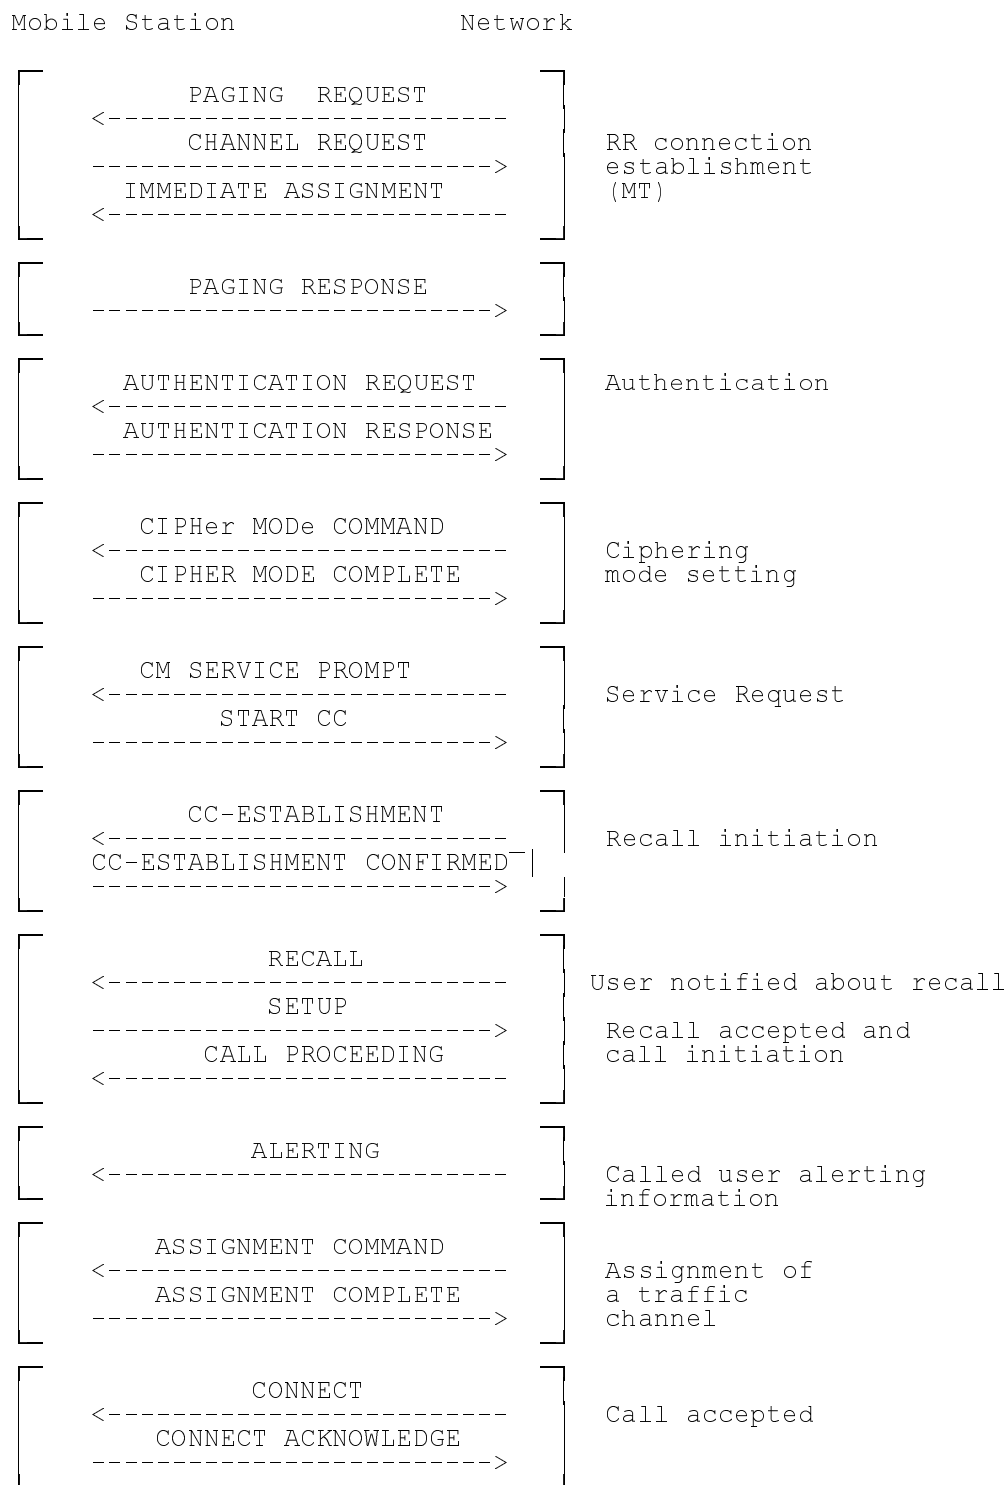 Mobile Station Network
PAGING REQUEST
<--------------------------
CHANNEL REQUEST RR connection
-------------------------> establishment
IMMEDIATE ASSIGNMENT (MT)
<--------------------------
PAGING RESPONSE
------------------------->
AUTHENTICATION REQUEST Authentication
<--------------------------
AUTHENTICATION RESPONSE
------------------------->
CIPHer MODe COMMAND
<-------------------------- Ciphering
CIPHER MODE COMPLETE mode setting
------------------------->
CM SERVICE PROMPT
<-------------------------- Service Request
START CC
------------------------->
CC-ESTABLISHMENT
<-------------------------- Recall initiation
CC-ESTABLISHMENT CONFIRMED
------------------------->
RECALL
<-------------------------- User notified about recall
SETUP
-------------------------> Recall accepted and
CALL PROCEEDING call initiation
<--------------------------
ALERTING
<-------------------------- Called user alerting
information
ASSIGNMENT COMMAND
<-------------------------- Assignment of
ASSIGNMENT COMPLETE a traffic
-------------------------> channel
CONNECT
<-------------------------- Call accepted
CONNECT ACKNOWLEDGE
------------------------->